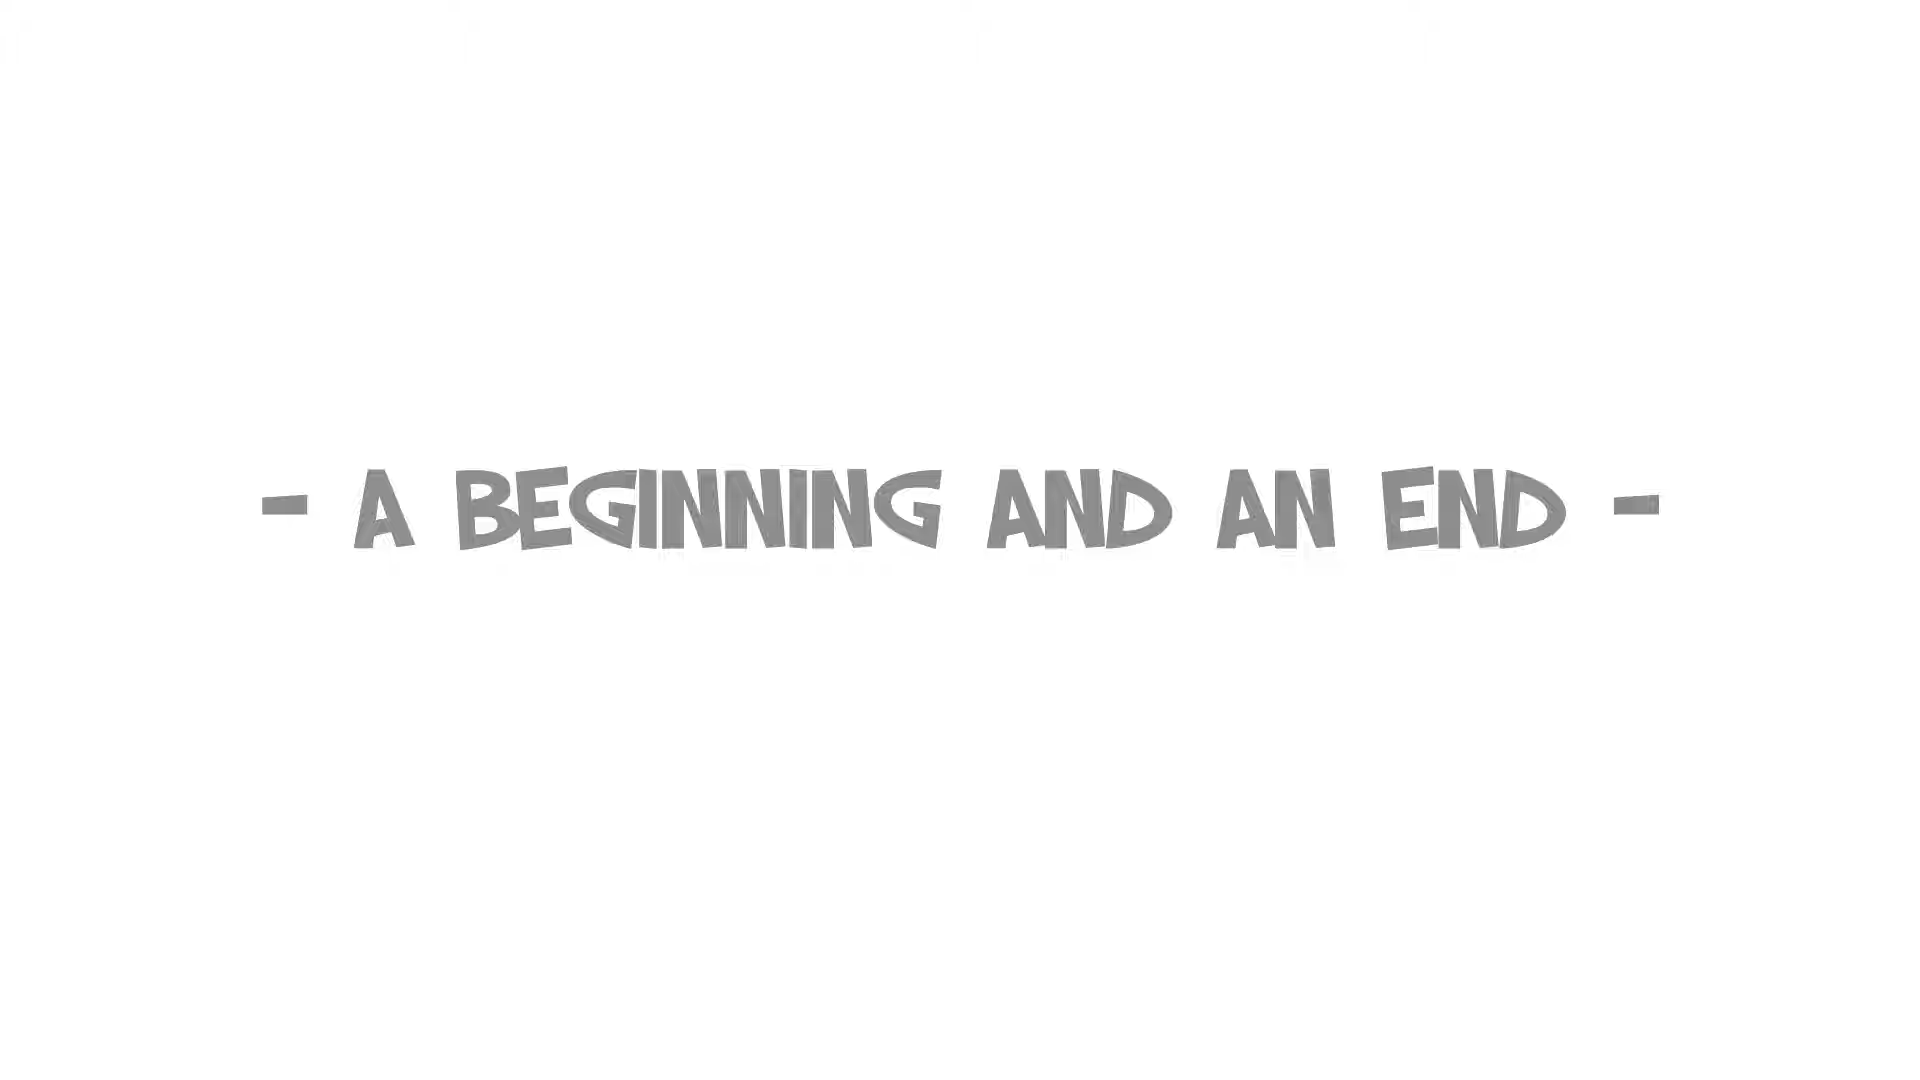 - A BEGINNING AND AN END -